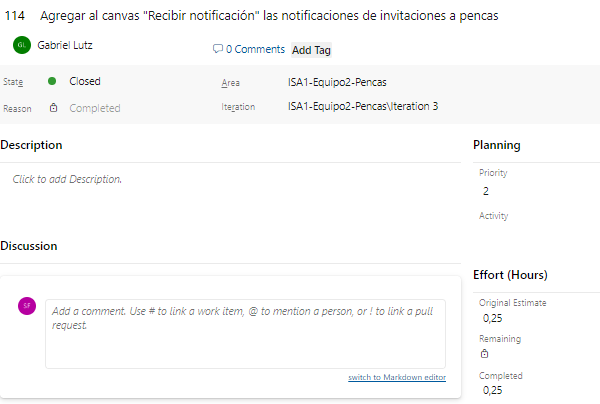 114 Agregar al canvas "Recibir notificación" las notificaciones de invitaciones a pencas
GL Gabriel Lutz
0 Comments Add Tag
State Closed
Area ISA1-Equipo2-Pencas
Reason Completed
Iteration ISA1-Equipo2-Pencas\Iteration 3
Description
Click to add Description.
Planning
Priority
2
Activity
Discussion
SF
Add a comment. Use # to link a work item, @ to mention a person, or ! to link a pull
request.
switch to Markdown editor
Effort (Hours)
Original Estimate
0,25
Remaining
Completed
0,25